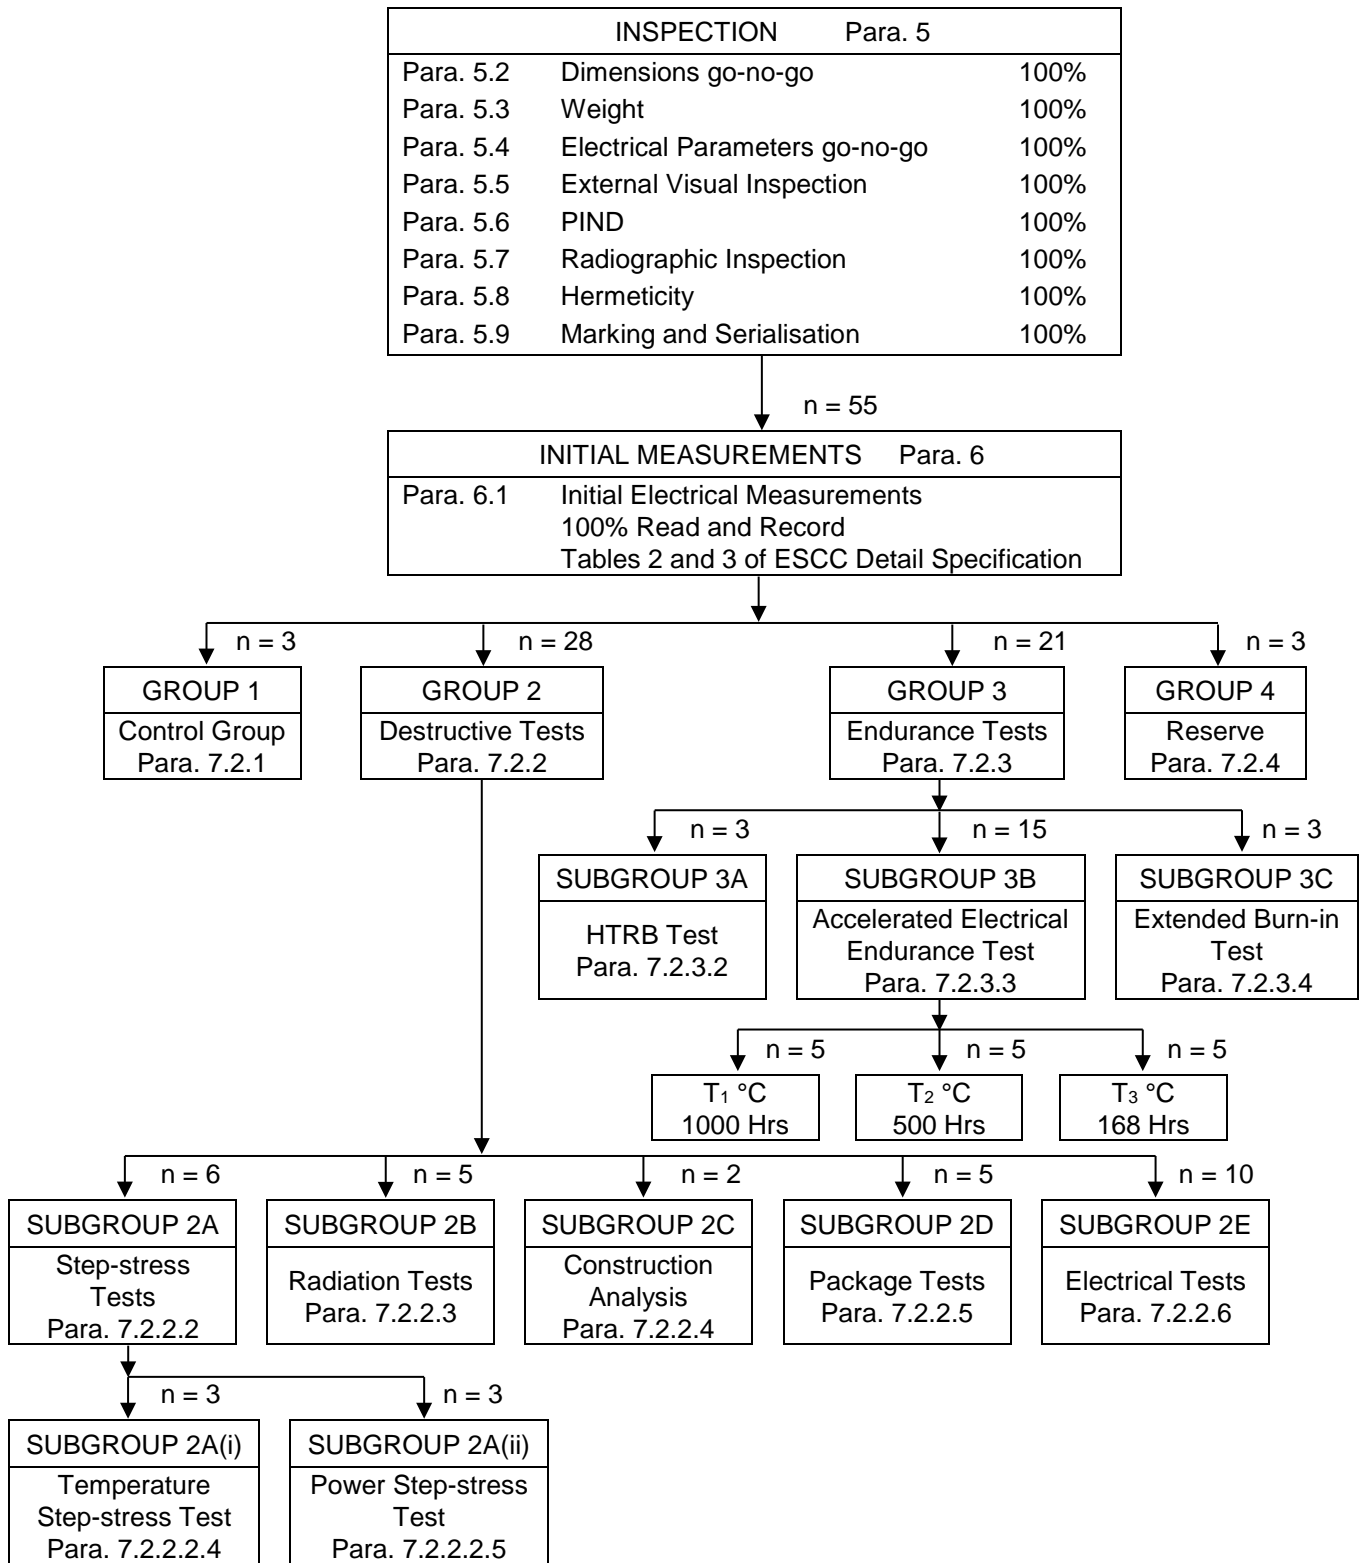 INSPECTION Para. 5
Para. 5.2 Dimensions go-no-go 100%
Para. 5.3 Weight 100%
Para. 5.4 Electrical Parameters go-no-go 100%
Para. 5.5 External Visual Inspection 100%
Para. 5.6 PIND 100%
Para. 5.7 Radiographic Inspection 100%
Para. 5.8 Hermeticity 100%
Para. 5.9 Marking and Serialisation 100%
n = 55
INITIAL MEASUREMENTS Para. 6
Para. 6.1 Initial Electrical Measurements
100% Read and Record
Tables 2 and 3 of ESCC Detail Specification
n = 3
GROUP 1
Control Group
Para. 7.2.1
n = 28
GROUP 2
Destructive Tests
Para. 7.2.2
n = 21
GROUP 3
Endurance Tests
Para. 7.2.3
n = 3
GROUP 4
Reserve
Para. 7.2.4
n = 3
SUBGROUP 3A
HTRB Test
Para. 7.2.3.2
n = 15
SUBGROUP 3B
Accelerated Electrical
Endurance Test
Para. 7.2.3.3
n = 3
SUBGROUP 3C
Extended Burn-in
Test
Para. 7.2.3.4
n = 5
T₁ °C
1000 Hrs
n = 5
T₂ °C
500 Hrs
n = 5
T₃ °C
168 Hrs
n = 6
SUBGROUP 2A
Step-stress
Tests
Para. 7.2.2.2
n = 5
SUBGROUP 2B
Radiation Tests
Para. 7.2.2.3
n = 2
SUBGROUP 2C
Construction
Analysis
Para. 7.2.2.4
n = 5
SUBGROUP 2D
Package Tests
Para. 7.2.2.5
n = 10
SUBGROUP 2E
Electrical Tests
Para. 7.2.2.6
n = 3
SUBGROUP 2A(i)
Temperature
Step-stress Test
Para. 7.2.2.2.4
n = 3
SUBGROUP 2A(ii)
Power Step-stress
Test
Para. 7.2.2.2.5